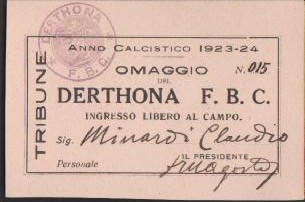 DERTHONA
F. B. C.
ANNO CALCISTICO 1923-24
TRIBUNE
OMAGGIO N. 015
DEL
DERTHONA F. B. C.
INGRESSO LIBERO AL CAMPO.
Sig. Minardi Claudio
Personale
IL PRESIDENTE